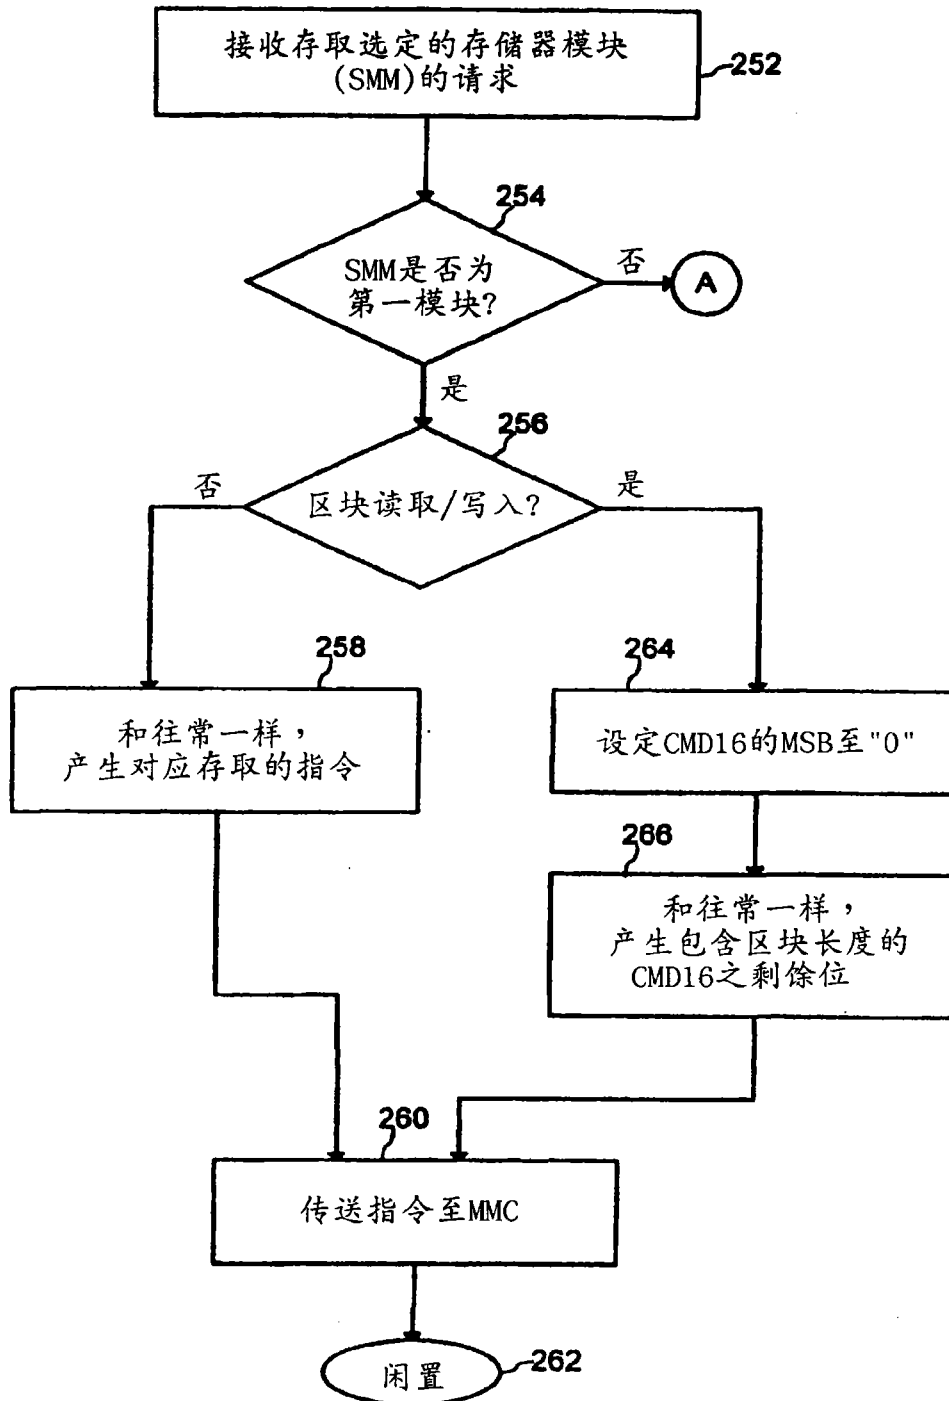 接收存取选定的存储器模块
(SMM)的请求
252
254
SMM是否为
第一模块?
否
A
是
256
区块读取/写入?
否
是
258
和往常一样，
产生对应存取的指令
264
设定CMD16的MSB至"0"
266
和往常一样，
产生包含区块长度的
CMD16之剩馀位
260
传送指令至MMC
闲置
262